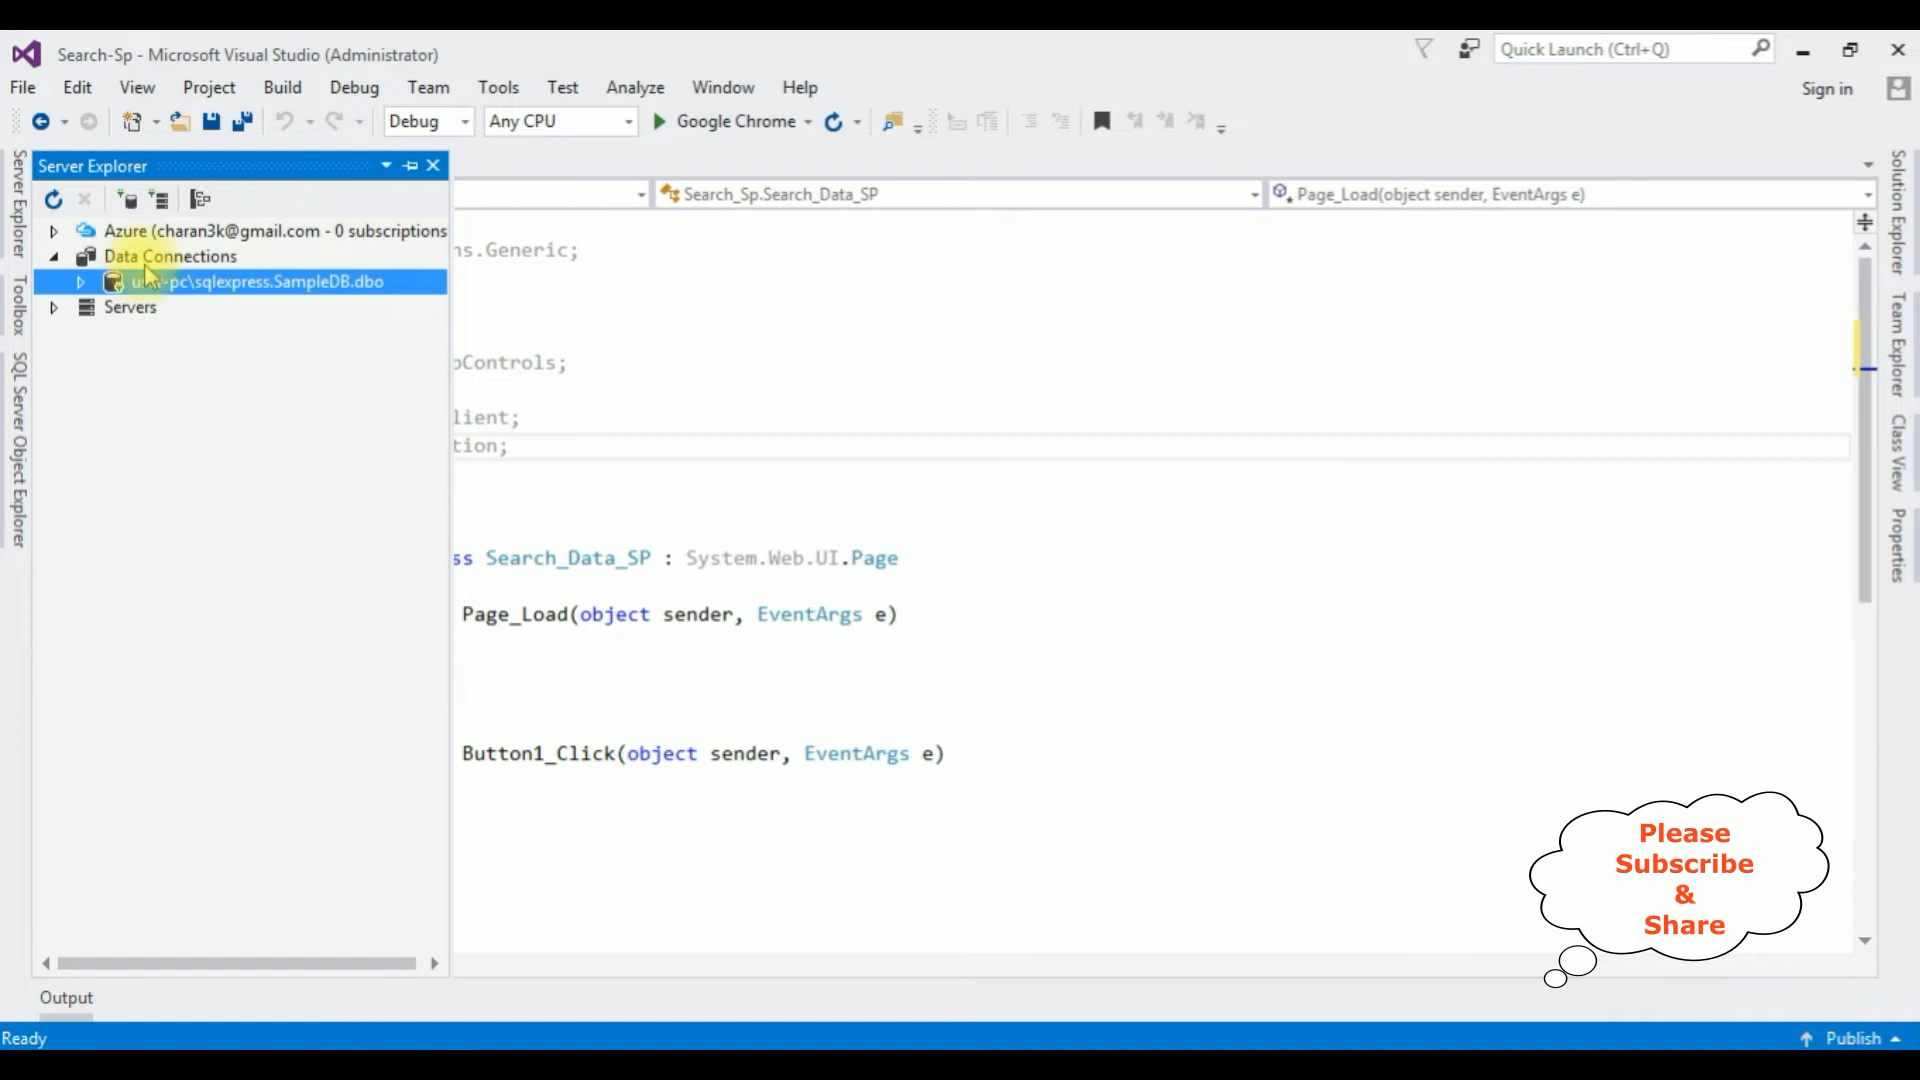 Search-Sp - Microsoft Visual Studio (Administrator)
Quick Launch (Ctrl+Q)
File Edit View Project Build Debug Team Tools Test Analyze Window Help
Sign in
Debug Any CPU Google Chrome
Server Explorer
Search_Sp.Search_Data_SP
Page_Load(object sender, EventArgs e)
Azure (charan3k@gmail.com - 0 subscriptions
Data Connections
-pc\sqlexpress.SampleDB.dbo
Servers
Server Explorer
Toolbox
SQL Server Object Explorer
ns.Generic;
oControls;
lient;
tion;
ss Search_Data_SP : System.Web.UI.Page
Page_Load(object sender, EventArgs e)
Button1_Click(object sender, EventArgs e)
Solution Explorer
Team Explorer
Class View
Properties
Please
Subscribe
&
Share
Output
Ready
Publish